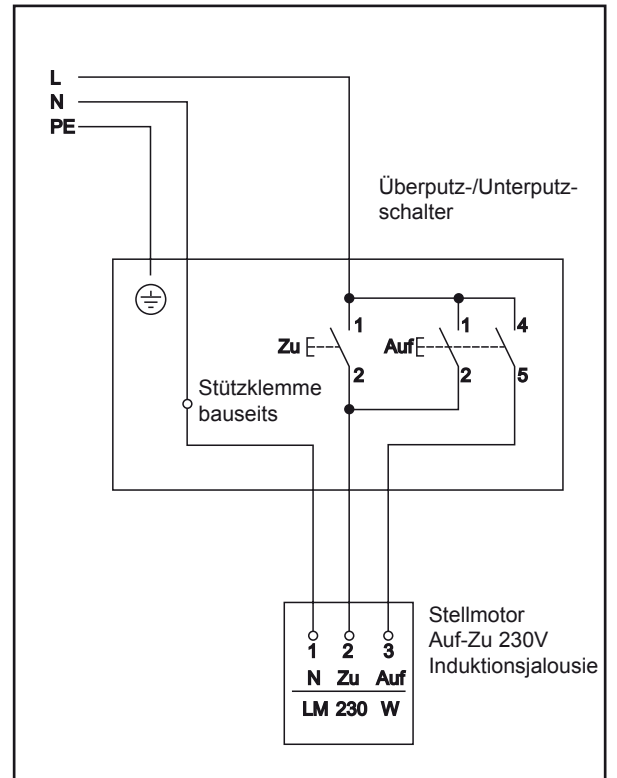 L
N
PE
Überputz-/Unterputz-
schalter
1 1 4
Zu Auf
2 2 5
Stützklemme
bauseits
Stellmotor
Auf-Zu 230V
Induktionsjalousie
1 2 3
N Zu Auf
LM 230 W